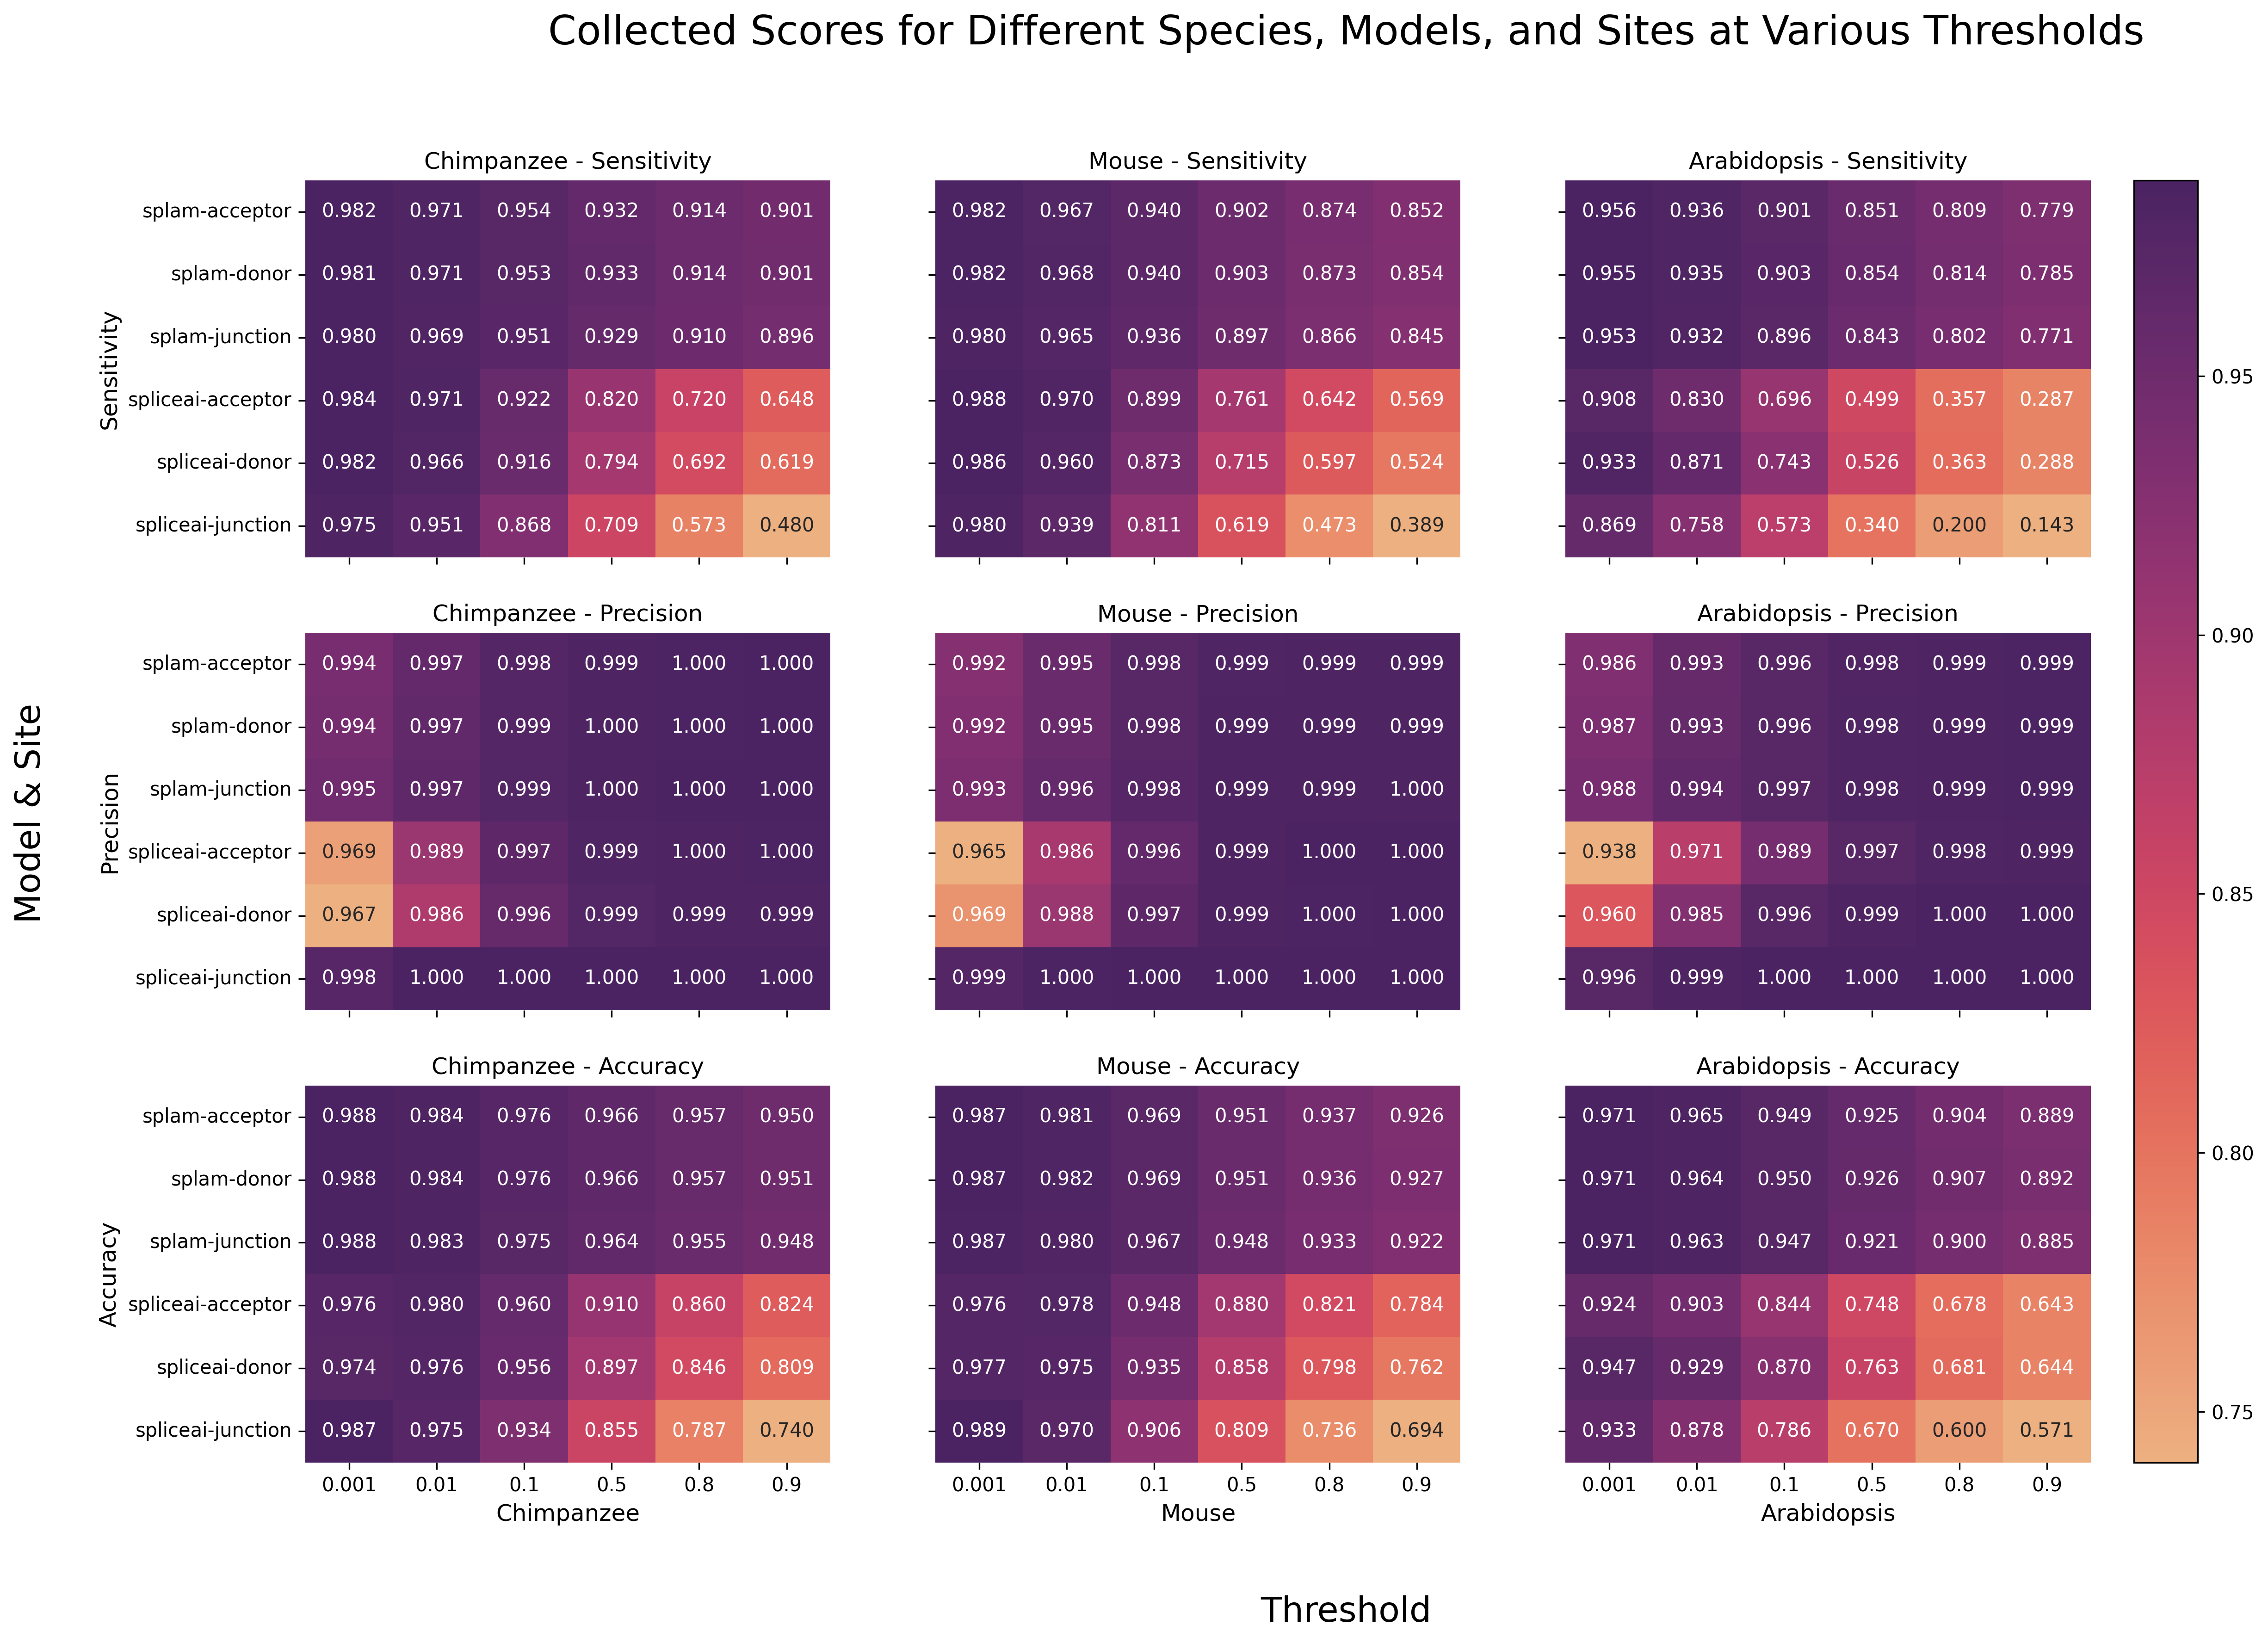 Collected Scores for Different Species, Models, and Sites at Various Thresholds
Chimpanzee - Sensitivity Mouse - Sensitivity Arabidopsis - Sensitivity
splam-acceptor 0.982 0.971 0.954 0.932 0.914 0.901 0.982 0.967 0.940 0.902 0.874 0.852 0.956 0.936 0.901 0.851 0.809 0.779
splam-donor 0.981 0.971 0.953 0.933 0.914 0.901 0.982 0.968 0.940 0.903 0.873 0.854 0.955 0.935 0.903 0.854 0.814 0.785
splam-junction 0.980 0.969 0.951 0.929 0.910 0.896 0.980 0.965 0.936 0.897 0.866 0.845 0.953 0.932 0.896 0.843 0.802 0.771
Sensitivity
0.95
spliceai-acceptor 0.984 0.971 0.922 0.820 0.720 0.648 0.988 0.970 0.899 0.761 0.642 0.569 0.908 0.830 0.696 0.499 0.357 0.287
spliceai-donor 0.982 0.966 0.916 0.794 0.692 0.619 0.986 0.960 0.873 0.715 0.597 0.524 0.933 0.871 0.743 0.526 0.363 0.288
spliceai-junction 0.975 0.951 0.868 0.709 0.573 0.480 0.980 0.939 0.811 0.619 0.473 0.389 0.869 0.758 0.573 0.340 0.200 0.143
Chimpanzee - Precision Mouse - Precision Arabidopsis - Precision
0.90
splam-acceptor 0.994 0.997 0.998 0.999 1.000 1.000 0.992 0.995 0.998 0.999 0.999 0.999 0.986 0.993 0.996 0.998 0.999 0.999
splam-donor 0.994 0.997 0.999 1.000 1.000 1.000 0.992 0.995 0.998 0.999 0.999 0.999 0.987 0.993 0.996 0.998 0.999 0.999
splam-junction 0.995 0.997 0.999 1.000 1.000 1.000 0.993 0.996 0.998 0.999 0.999 1.000 0.988 0.994 0.997 0.998 0.999 0.999
Model & Site
Precision
spliceai-acceptor 0.969 0.989 0.997 0.999 1.000 1.000 0.965 0.986 0.996 0.999 1.000 1.000 0.938 0.971 0.989 0.997 0.998 0.999
0.85
spliceai-donor 0.967 0.986 0.996 0.999 0.999 0.999 0.969 0.988 0.997 0.999 1.000 1.000 0.960 0.985 0.996 0.999 1.000 1.000
spliceai-junction 0.998 1.000 1.000 1.000 1.000 1.000 0.999 1.000 1.000 1.000 1.000 1.000 0.996 0.999 1.000 1.000 1.000 1.000
Chimpanzee - Accuracy Mouse - Accuracy Arabidopsis - Accuracy
splam-acceptor 0.988 0.984 0.976 0.966 0.957 0.950 0.987 0.981 0.969 0.951 0.937 0.926 0.971 0.965 0.949 0.925 0.904 0.889
0.80
splam-donor 0.988 0.984 0.976 0.966 0.957 0.951 0.987 0.982 0.969 0.951 0.936 0.927 0.971 0.964 0.950 0.926 0.907 0.892
splam-junction 0.988 0.983 0.975 0.964 0.955 0.948 0.987 0.980 0.967 0.948 0.933 0.922 0.971 0.963 0.947 0.921 0.900 0.885
Accuracy
spliceai-acceptor 0.976 0.980 0.960 0.910 0.860 0.824 0.976 0.978 0.948 0.880 0.821 0.784 0.924 0.903 0.844 0.748 0.678 0.643
spliceai-donor 0.974 0.976 0.956 0.897 0.846 0.809 0.977 0.975 0.935 0.858 0.798 0.762 0.947 0.929 0.870 0.763 0.681 0.644
0.75
spliceai-junction 0.987 0.975 0.934 0.855 0.787 0.740 0.989 0.970 0.906 0.809 0.736 0.694 0.933 0.878 0.786 0.670 0.600 0.571
0.001 0.01 0.1 0.5 0.8 0.9 0.001 0.01 0.1 0.5 0.8 0.9 0.001 0.01 0.1 0.5 0.8 0.9
Chimpanzee Mouse Arabidopsis
Threshold